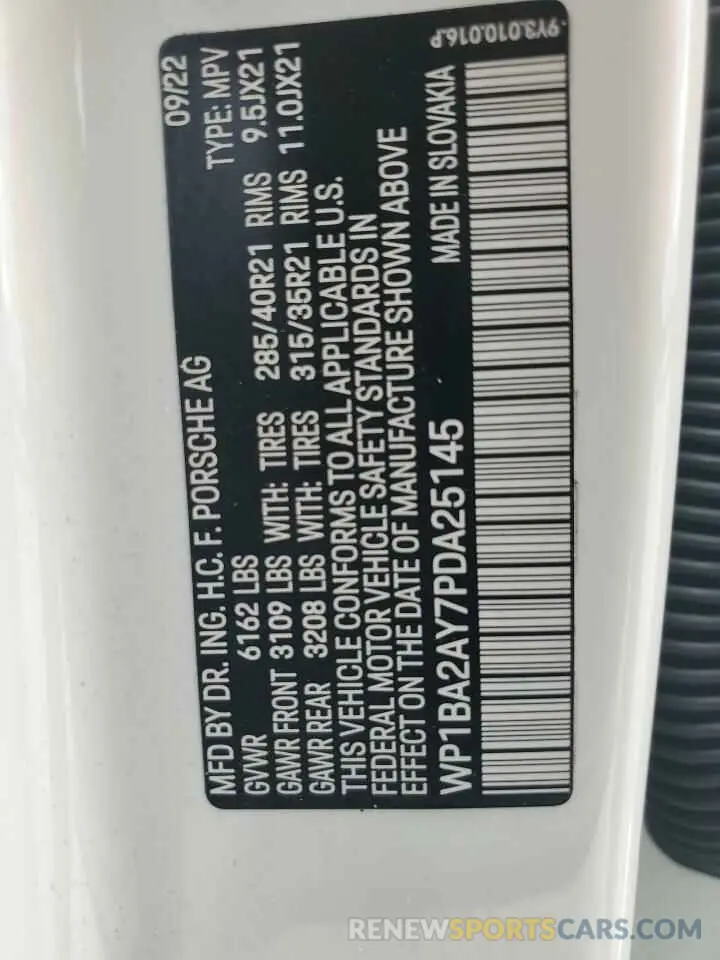 MFD BY DR. ING. H.C. F. PORSCHE AG 09/22
GVWR 6162 LBS TYPE: MPV
GAWR FRONT 3109 LBS WITH: TIRES 285/40R21 RIMS 9.5JX21
GAWR REAR 3208 LBS WITH: TIRES 315/35R21 RIMS 11.0JX21
THIS VEHICLE CONFORMS TO ALL APPLICABLE U.S.
FEDERAL MOTOR VEHICLE SAFETY STANDARDS IN
EFFECT ON THE DATE OF MANUFACTURE SHOWN ABOVE
WP1BA2AY7PDA25145 MADE IN SLOVAKIA
9Y3.010.016.P
RENEWSPORTSCARS.COM